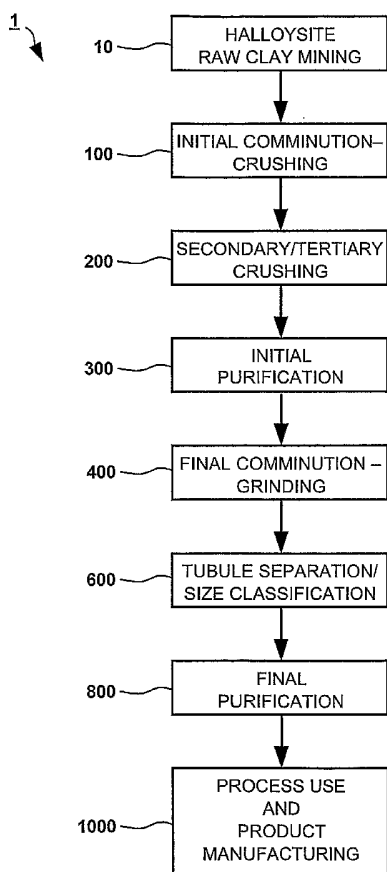 1
10
HALLOYSITE
RAW CLAY MINING
100
INITIAL COMMINUTION–
CRUSHING
200
SECONDARY/TERTIARY
CRUSHING
300
INITIAL
PURIFICATION
400
FINAL COMMINUTION –
GRINDING
600
TUBULE SEPARATION/
SIZE CLASSIFICATION
800
FINAL
PURIFICATION
1000
PROCESS USE
AND
PRODUCT
MANUFACTURING